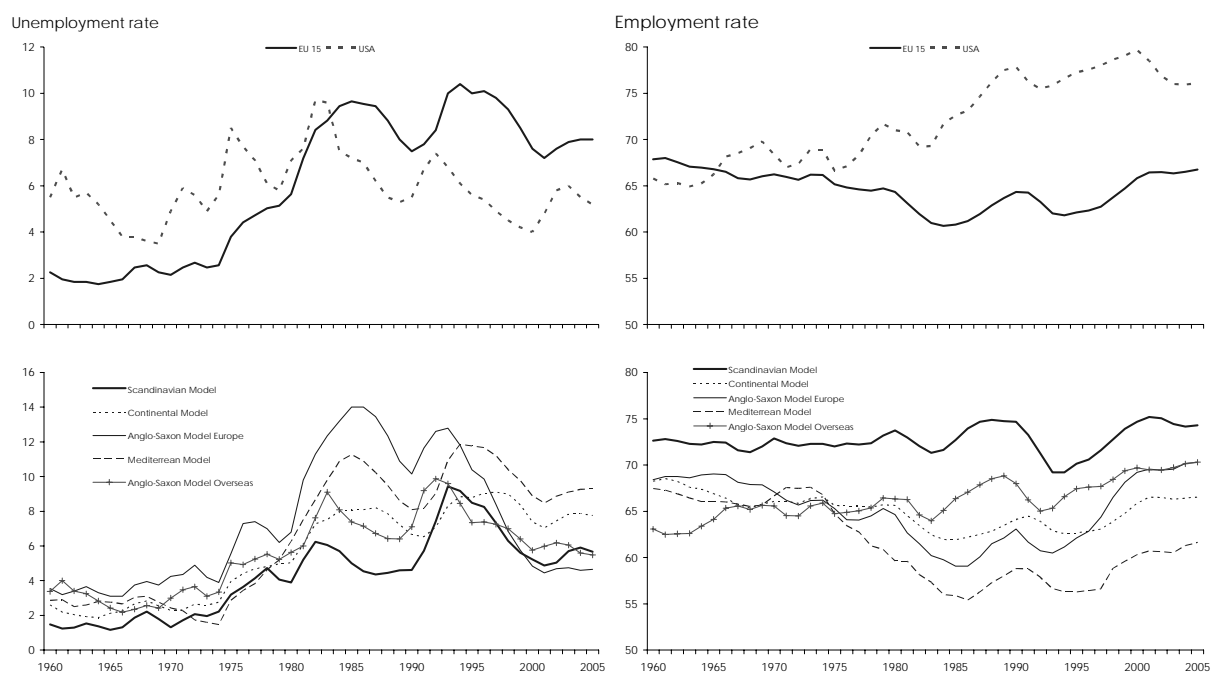 Unemployment rate
12
10
8
6
4
2
0
EU 15 USA
Employment rate
80
75
70
65
60
55
50
EU 15 USA
16
14
12
10
8
6
4
2
0
Scandinavian Model
Continental Model
Anglo-Saxon Model Europe
Mediterrean Model
Anglo-Saxon Model Overseas
1960 1965 1970 1975 1980 1985 1990 1995 2000 2005
80
75
70
65
60
55
50
Scandinavian Model
Continental Model
Anglo-Saxon Model Europe
Mediterrean Model
Anglo-Saxon Model Overseas
1960 1965 1970 1975 1980 1985 1990 1995 2000 2005